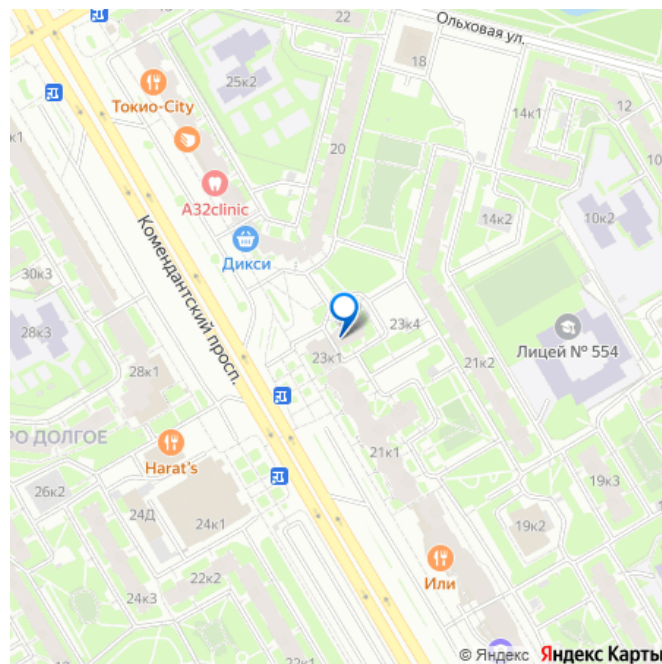 22
Ольховая ул.
18
25к2
Токио-City
14к1
12
к1
20
A32clinic
14к2
10к2
Дикси
Комендантский просп.
30к3
23к4
28к3
Лицей № 554
23к1
21к2
28к1
РО ДОЛГОЕ
Harat's
21к1
26к2
19к3
24Д
24к1
19к2
22к2
Или
24к3
© Яндекс Яндекс Карты